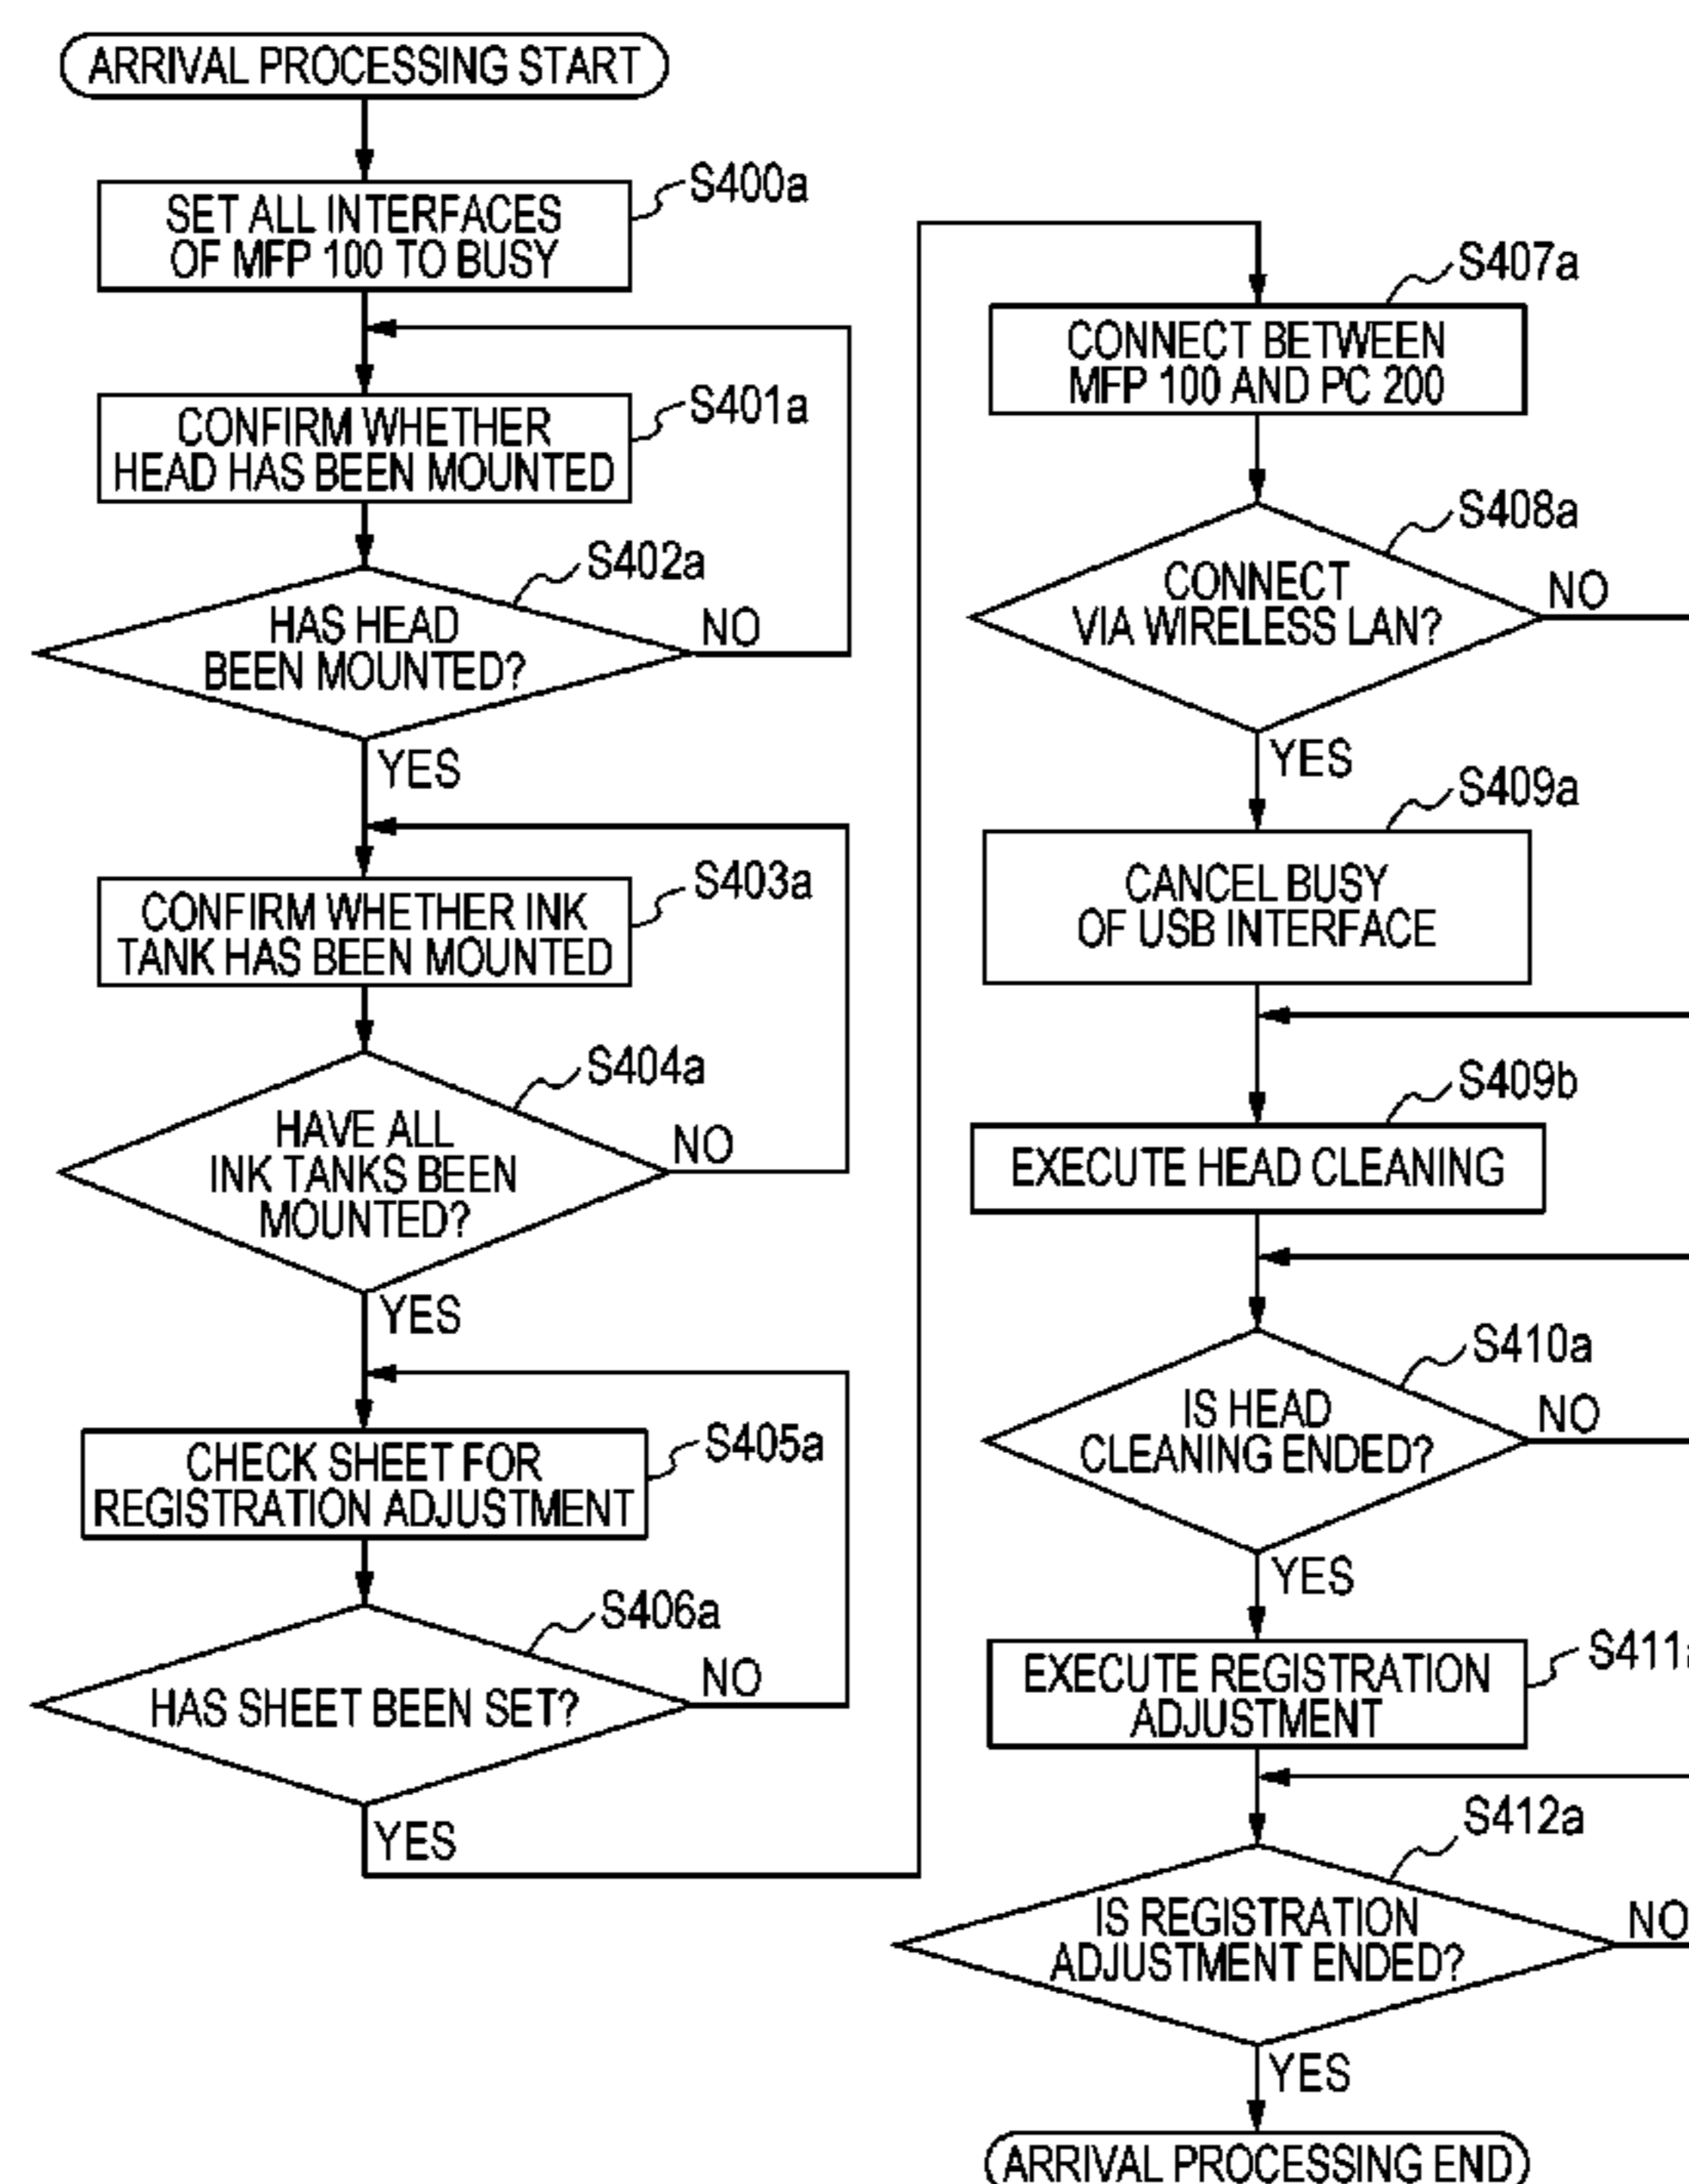 ARRIVAL PROCESSING START
S400a
SET ALL INTERFACES
OF MFP 100 TO BUSY
S401a
CONFIRM WHETHER
HEAD HAS BEEN MOUNTED
S402a
HAS HEAD
BEEN MOUNTED?
NO
YES
S403a
CONFIRM WHETHER INK
TANK HAS BEEN MOUNTED
S404a
HAVE ALL
INK TANKS BEEN
MOUNTED?
NO
YES
S405a
CHECK SHEET FOR
REGISTRATION ADJUSTMENT
S406a
HAS SHEET BEEN SET?
NO
YES
S407a
CONNECT BETWEEN
MFP 100 AND PC 200
S408a
CONNECT
VIA WIRELESS LAN?
NO
YES
S409a
CANCEL BUSY
OF USB INTERFACE
S409b
EXECUTE HEAD CLEANING
S410a
IS HEAD
CLEANING ENDED?
NO
YES
S411a
EXECUTE REGISTRATION
ADJUSTMENT
S412a
IS REGISTRATION
ADJUSTMENT ENDED?
NO
YES
ARRIVAL PROCESSING END